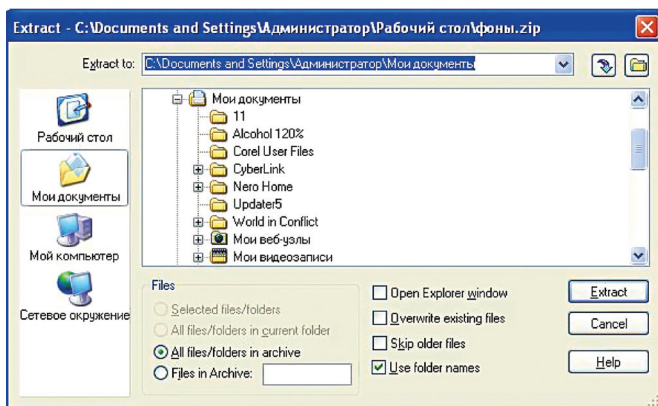 Extract - C:\Documents and Settings\Администратор\Рабочий стол\фоны.zip
Extract to: C:\Documents and Settings\Администратор\Мои документы
Рабочий стол
Мои документы
Мой компьютер
Сетевое окружение
Мои документы
11
Alcohol 120%
Corel User Files
CyberLink
Nero Home
Updater5
World in Conflict
Мои веб-узлы
Мои видеозаписи
Files
Selected files/folders
All files/folders in current folder
All files/folders in archive
Files in Archive:
Open Explorer window
Overwrite existing files
Skip older files
Use folder names
Extract
Cancel
Help